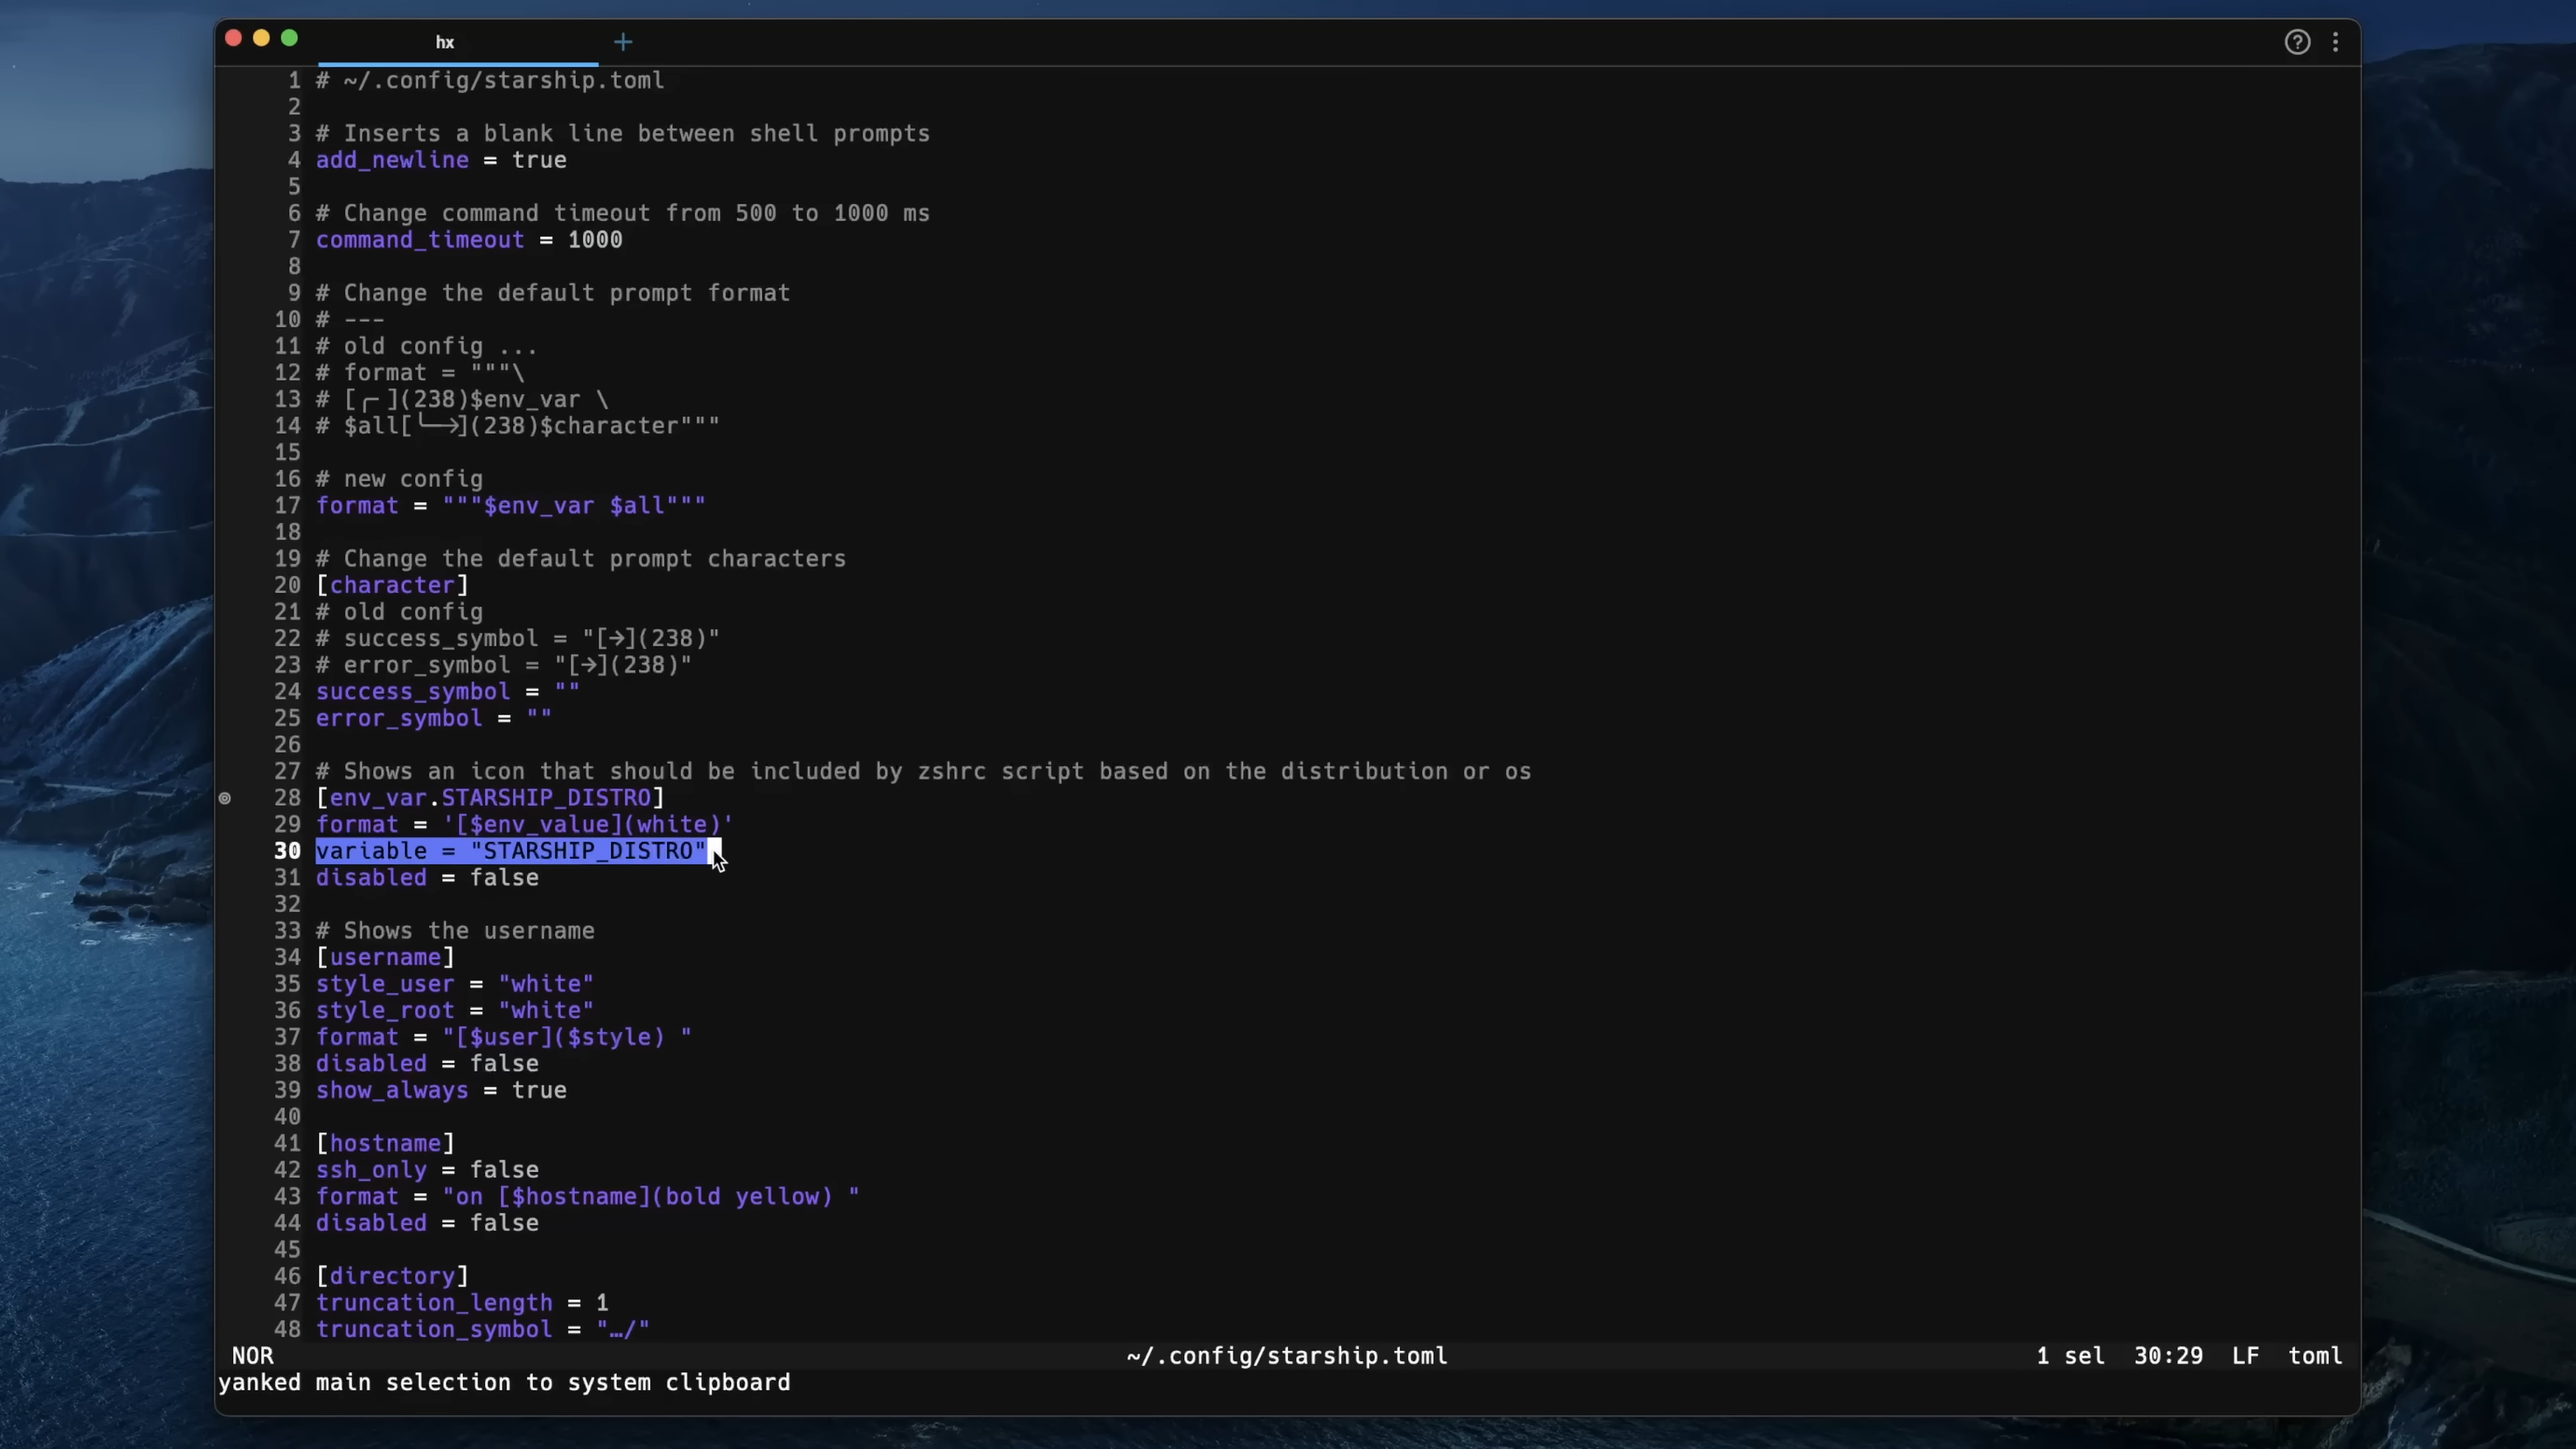 hx +
1 # ~/.config/starship.toml
2
3 # Inserts a blank line between shell prompts
4 add_newline = true
5
6 # Change command timeout from 500 to 1000 ms
7 command_timeout = 1000
8
9 # Change the default prompt format
10 # ---
11 # old config ...
12 # format = """\
13 # [╭─](238)$env_var \
14 # $all[╰─→](238)$character"""
15
16 # new config
17 format = """$env_var $all"""
18
19 # Change the default prompt characters
20 [character]
21 # old config
22 # success_symbol = "[→](238)"
23 # error_symbol = "[→](238)"
24 success_symbol = ""
25 error_symbol = ""
26
27 # Shows an icon that should be included by zshrc script based on the distribution or os
28 [env_var.STARSHIP_DISTRO]
29 format = '[$env_value](white)'
30 variable = "STARSHIP_DISTRO"
31 disabled = false
32
33 # Shows the username
34 [username]
35 style_user = "white"
36 style_root = "white"
37 format = "[$user]($style) "
38 disabled = false
39 show_always = true
40
41 [hostname]
42 ssh_only = false
43 format = "on [$hostname](bold yellow) "
44 disabled = false
45
46 [directory]
47 truncation_length = 1
48 truncation_symbol = "…/"
NOR ~/.config/starship.toml 1 sel 30:29 LF toml
yanked main selection to system clipboard